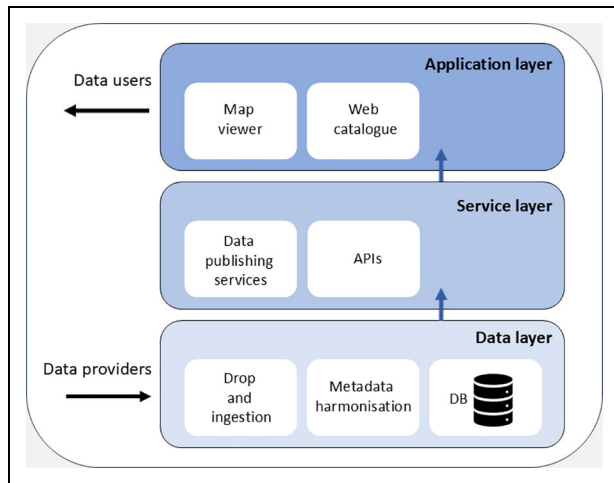 Application layer
Data users
Map
viewer
Web
catalogue
Service layer
Data
publishing
services
APIs
Data layer
Data providers
Drop
and
ingestion
Metadata
harmonisation
DB